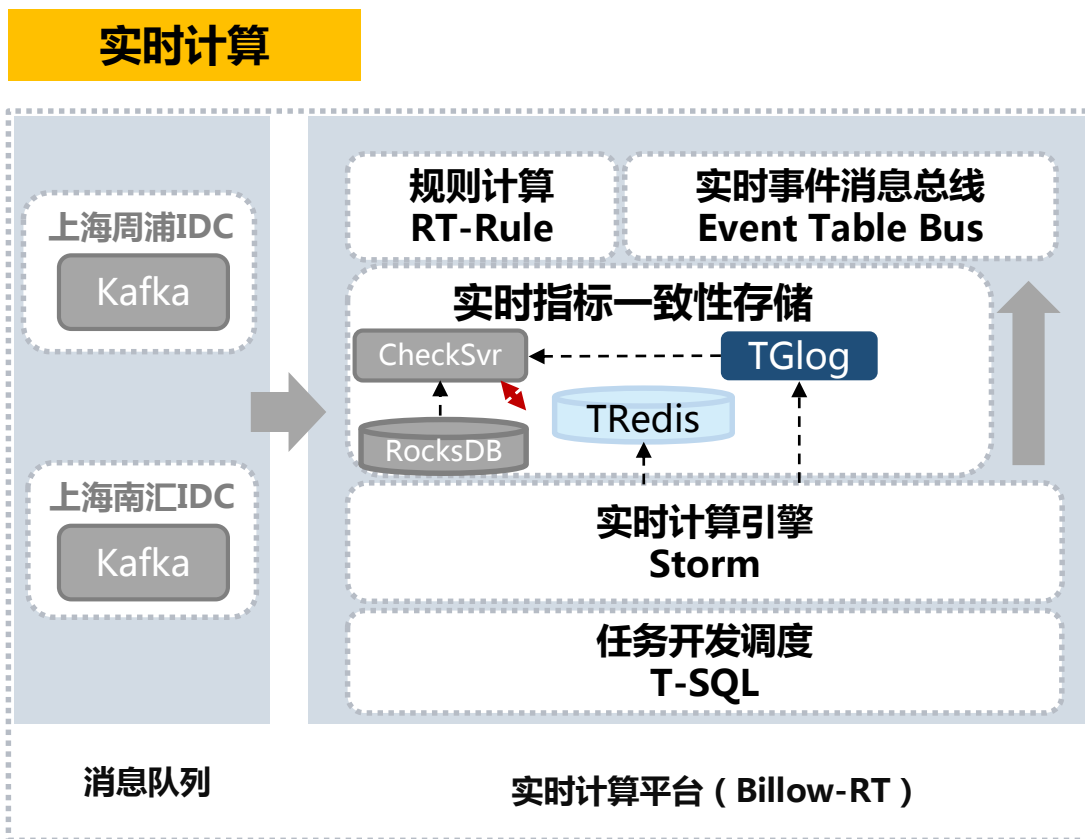 实时计算
上海周浦IDC
Kafka
上海南汇IDC
Kafka
消息队列
规则计算
RT-Rule
实时事件消息总线
Event Table Bus
实时指标一致性存储
CheckSvr
TGlog
TRedis
RocksDB
实时计算引擎
Storm
任务开发调度
T-SQL
实时计算平台（Billow-RT）